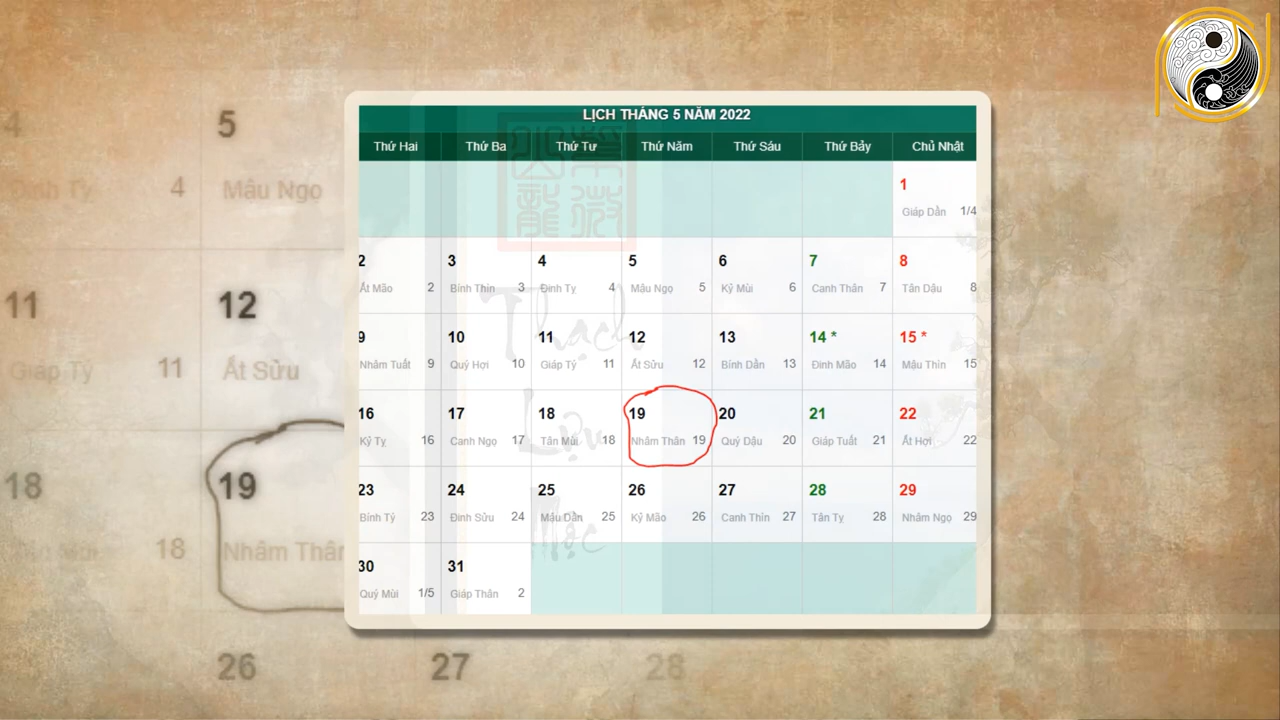 LỊCH THÁNG 5 NĂM 2022
Thứ Hai Thứ Ba Thứ Tư Thứ Năm Thứ Sáu Thứ Bảy Chủ Nhật
1
Giáp Dần 1/4
2 3 4 5 6 7 8
Ất Mão 2 Bính Thìn 3 Đinh Tỵ 4 Mậu Ngọ 5 Kỷ Mùi 6 Canh Thân 7 Tân Dậu 8
9 10 11 12 13 14 * 15 *
Nhâm Tuất 9 Quý Hợi 10 Giáp Tý 11 Ất Sửu 12 Bính Dần 13 Đinh Mão 14 Mậu Thìn 15
16 17 18 19 20 21 22
Kỷ Tỵ 16 Canh Ngọ 17 Tân Mùi 18 Nhâm Thân 19 Quý Dậu 20 Giáp Tuất 21 Ất Hợi 22
23 24 25 26 27 28 29
Bính Tý 23 Đinh Sửu 24 Mậu Dần 25 Kỷ Mão 26 Canh Thìn 27 Tân Tỵ 28 Nhâm Ngọ 29
30 31
Quý Mùi 1/5 Giáp Thân 2
Thạch
Lựu
Mộc
4 5
Đinh Tỵ 4 Mậu Ngọ
11 12
Giáp Tý 11 Ất Sửu
18 19
18 Nhâm Thân
26 27 28